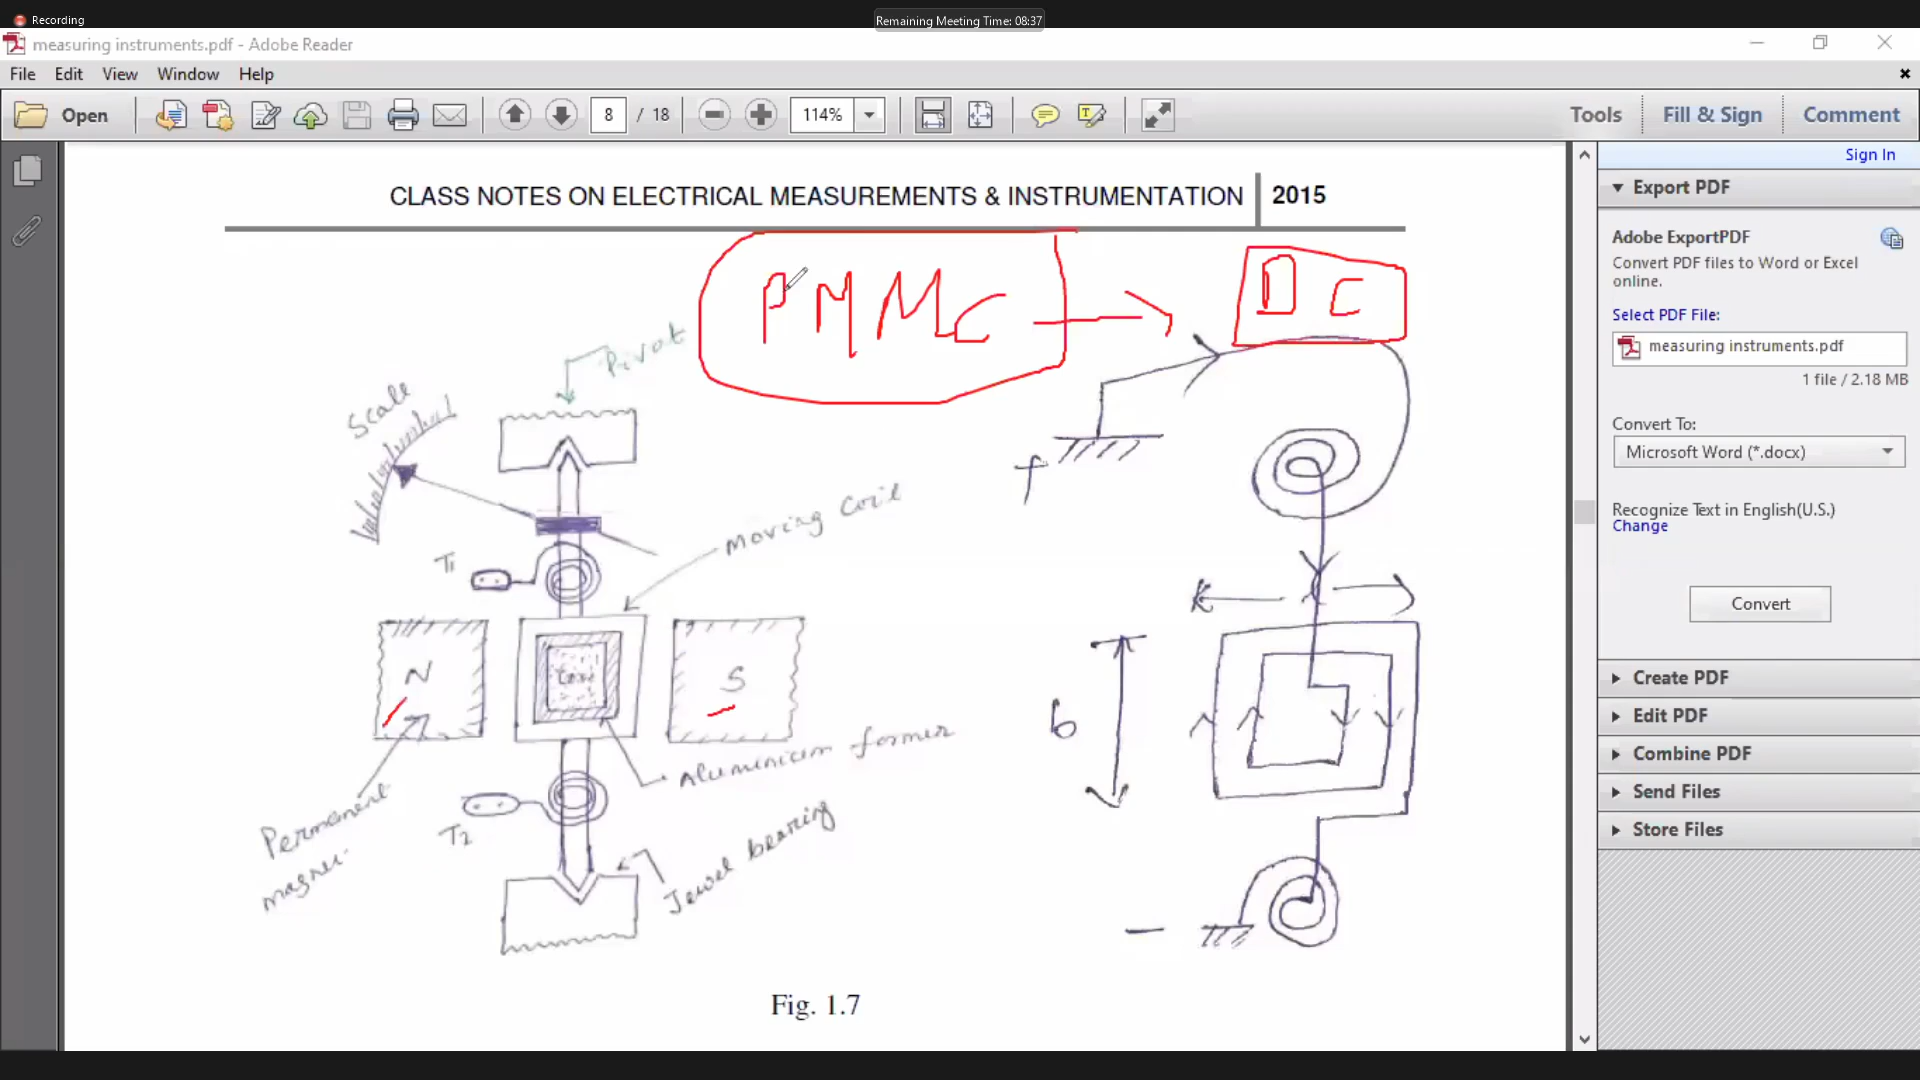 Recording
Remaining Meeting Time: 08:37
measuring instruments.pdf - Adobe Reader
File Edit View Window Help
Open 8 / 18 114% Tools Fill & Sign Comment
Sign In
Export PDF
Adobe ExportPDF
Convert PDF files to Word or Excel
online.
Select PDF File:
measuring instruments.pdf
1 file / 2.18 MB
Convert To:
Microsoft Word (*.docx)
Recognize Text in English(U.S.)
Change
Convert
Create PDF
Edit PDF
Combine PDF
Send Files
Store Files
CLASS NOTES ON ELECTRICAL MEASUREMENTS & INSTRUMENTATION 2015
PMMC DC
Pivot
Scale
Moving coil
T1
N
Core
S
Aluminium former
Permanent
T2
Jewel bearing
+
b
-
Fig. 1.7